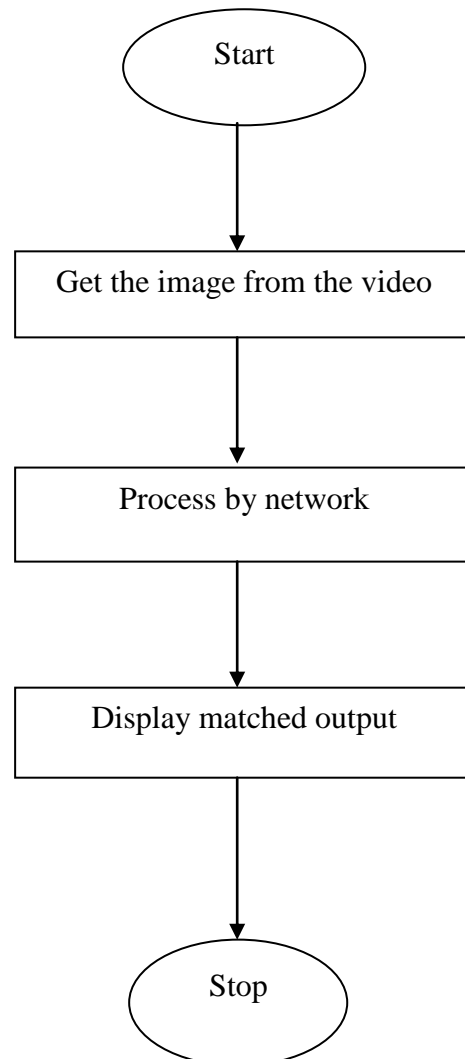 Start
Get the image from the video
Process by network
Display matched output
Stop